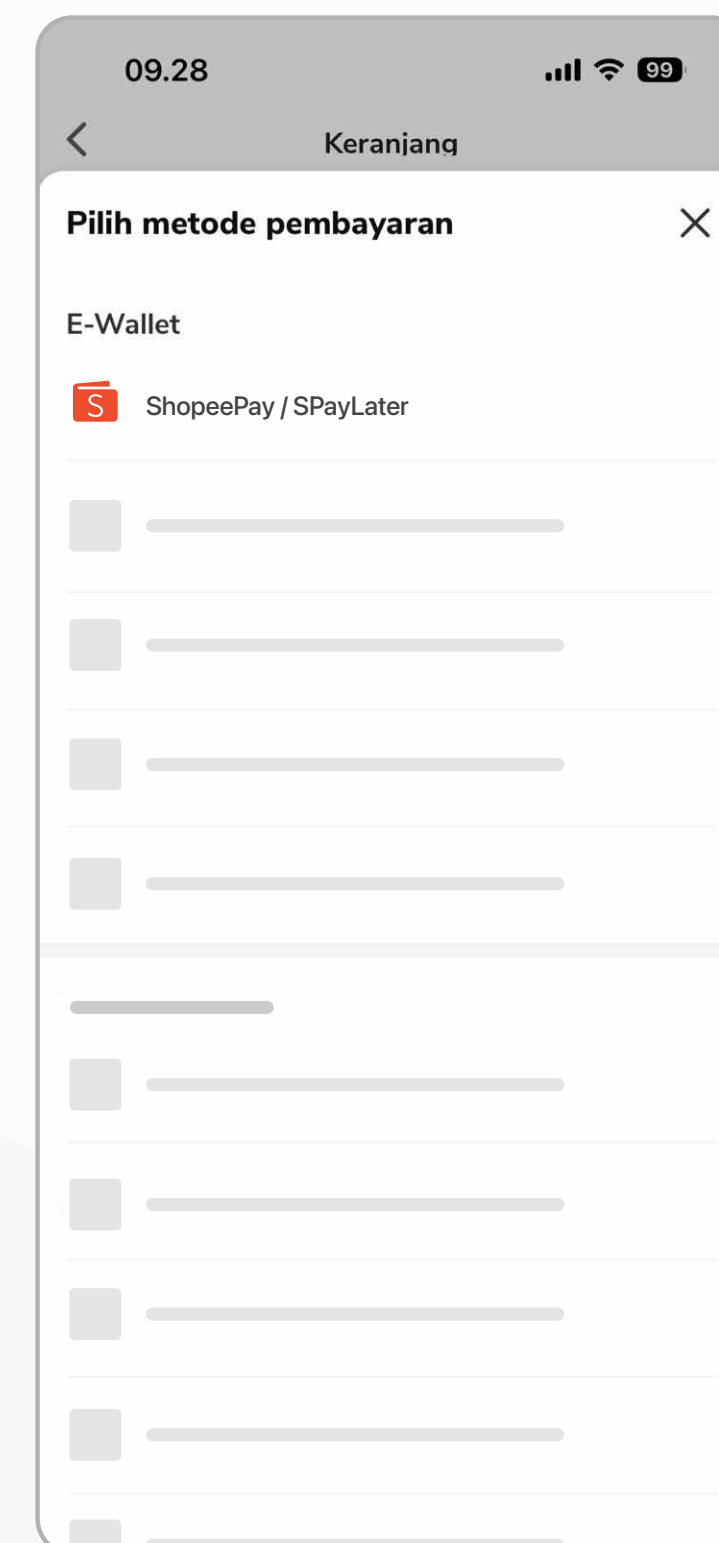 09.28
99
Keranjang
Pilih metode pembayaran
E-Wallet
S
ShopeePay / SPayLater